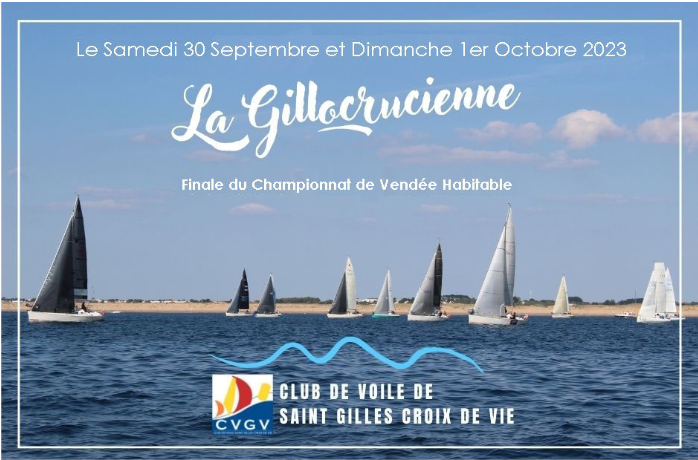 Le Samedi 30 Septembre et Dimanche 1er Octobre 2023
La Gillocrucienne
Finale du Championnat de Vendée Habitable
CLUB DE VOILE DE
SAINT GILLES CROIX DE VIE
CVGV